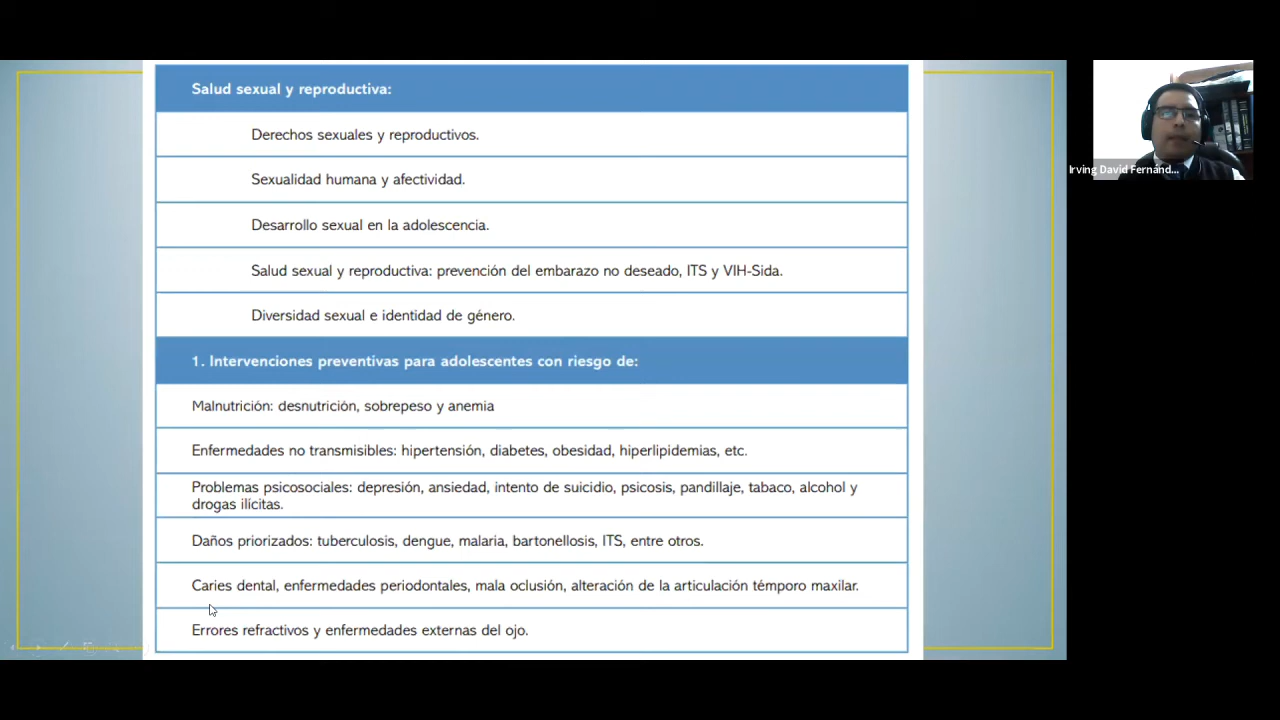 Salud sexual y reproductiva:
Derechos sexuales y reproductivos.
Sexualidad humana y afectividad.
Desarrollo sexual en la adolescencia.
Salud sexual y reproductiva: prevención del embarazo no deseado, ITS y VIH-Sida.
Diversidad sexual e identidad de género.
1. Intervenciones preventivas para adolescentes con riesgo de:
Malnutrición: desnutrición, sobrepeso y anemia
Enfermedades no transmisibles: hipertensión, diabetes, obesidad, hiperlipidemias, etc.
Problemas psicosociales: depresión, ansiedad, intento de suicidio, psicosis, pandillaje, tabaco, alcohol y
drogas ilícitas.
Daños priorizados: tuberculosis, dengue, malaria, bartonellosis, ITS, entre otros.
Caries dental, enfermedades periodontales, mala oclusión, alteración de la articulación témporo maxilar.
Errores refractivos y enfermedades externas del ojo.
Irving David Fernánd...